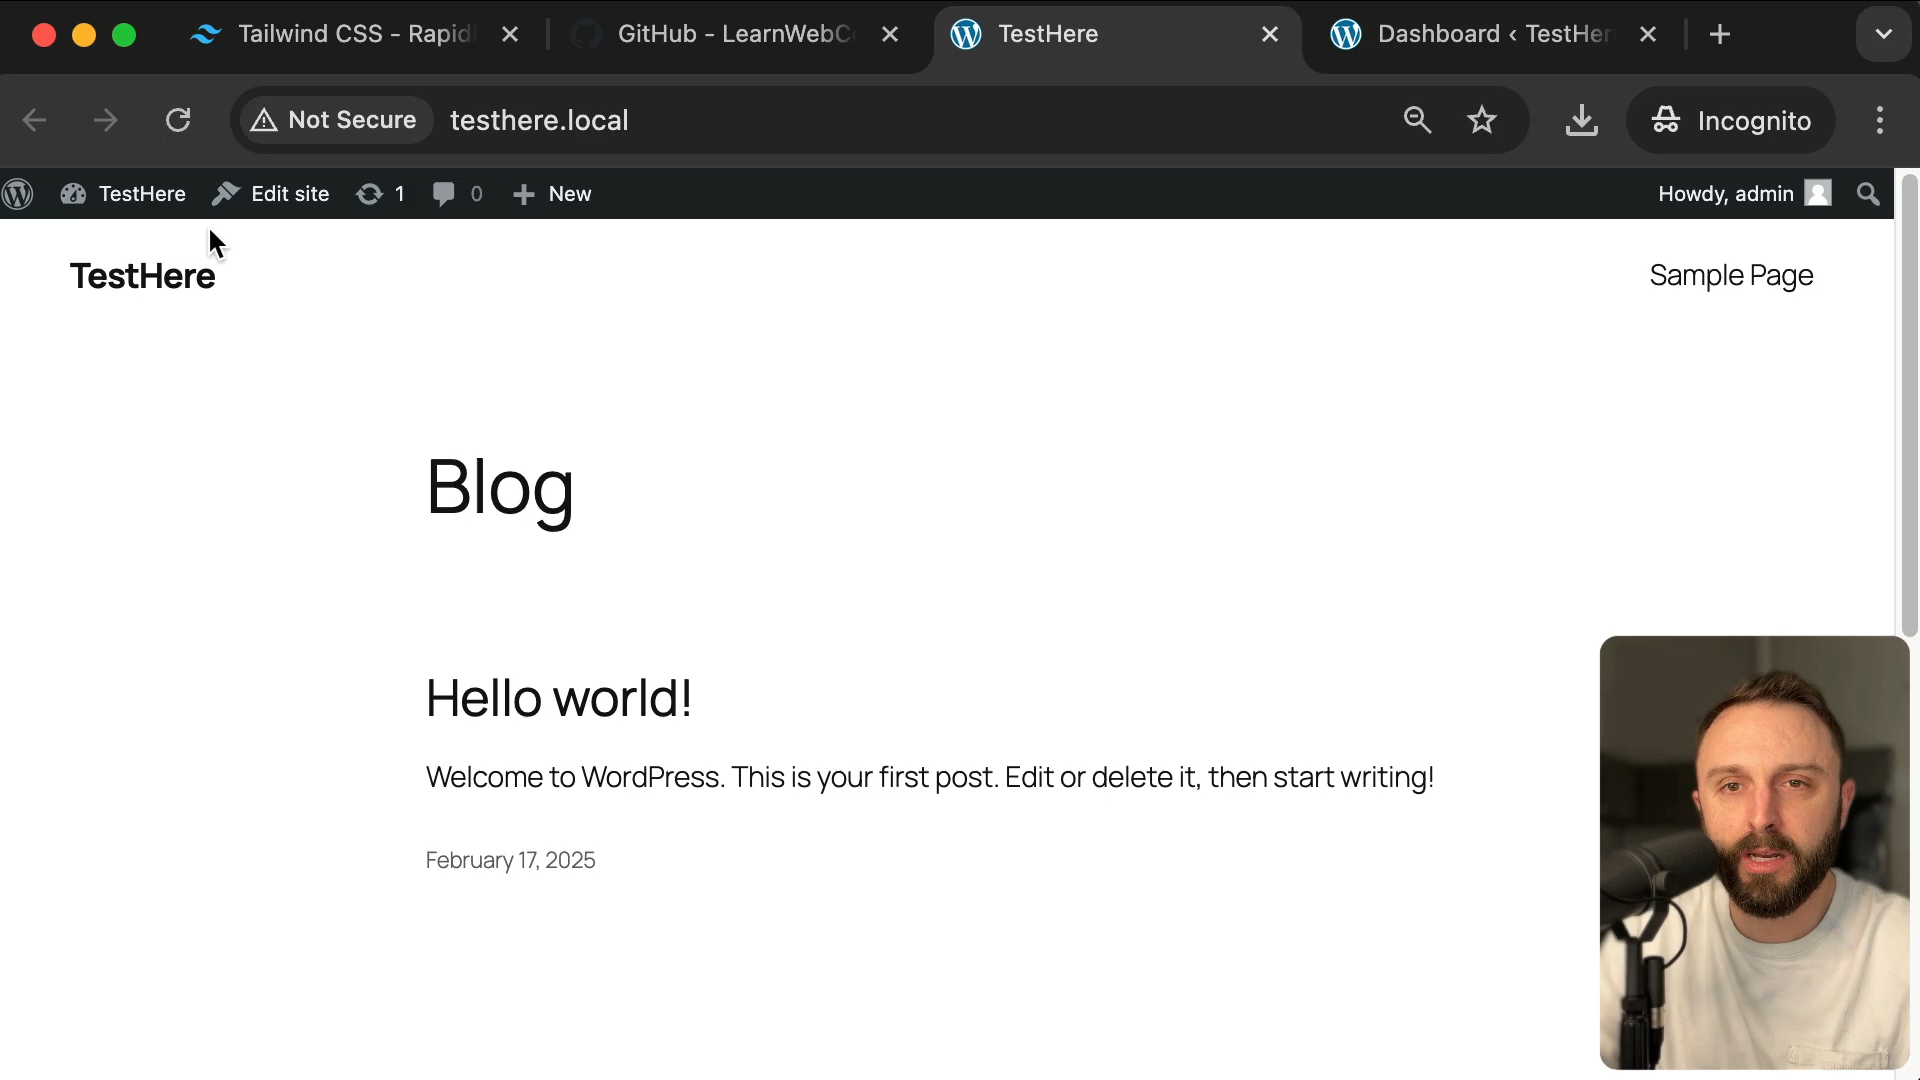 Tailwind CSS - Rapid
GitHub - LearnWebC
TestHere
Dashboard ‹ TestHer
Not Secure
testhere.local
Incognito
TestHere
Edit site
1
0
New
Howdy, admin
TestHere
Sample Page
Blog
Hello world!
Welcome to WordPress. This is your first post. Edit or delete it, then start writing!
February 17, 2025